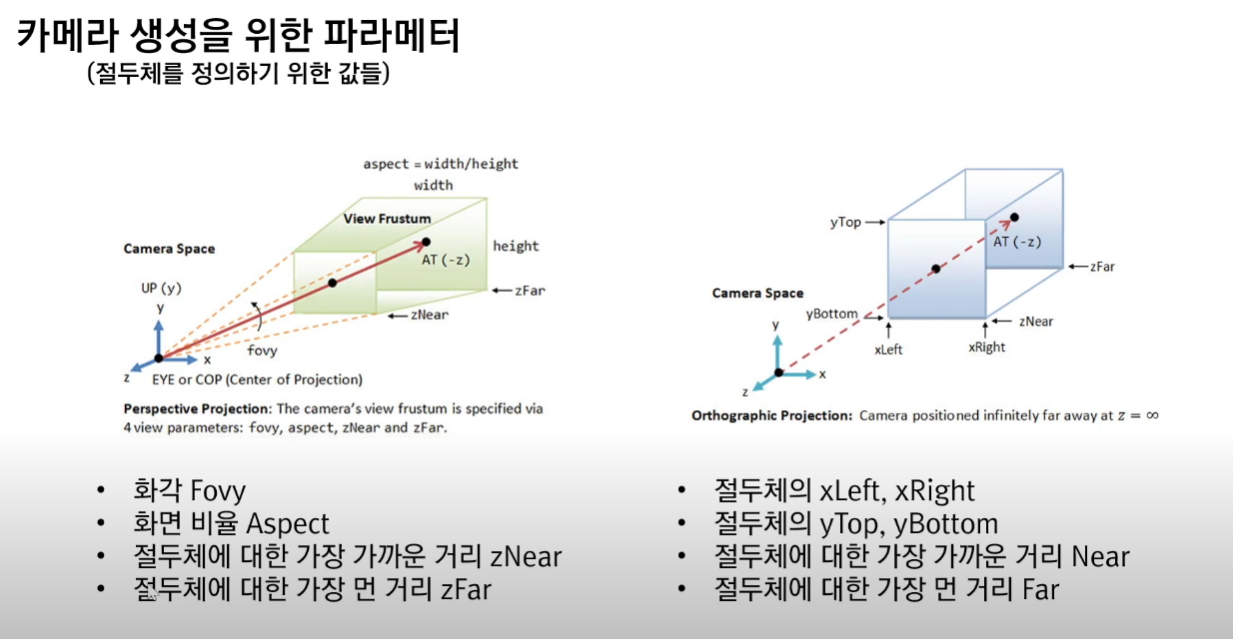 카메라 생성을 위한 파라메터
(절두체를 정의하기 위한 값들)
aspect = width/height
width
View Frustum
Camera Space
height
AT (-z)
UP (y)
y
zFar
zNear
fovy
x
z
EYE or COP (Center of Projection)
Perspective Projection: The camera's view frustum is specified via
4 view parameters: fovy, aspect, zNear and zFar.
• 화각 Fovy
• 화면 비율 Aspect
• 절두체에 대한 가장 가까운 거리 zNear
• 절두체에 대한 가장 먼 거리 zFar
yTop
AT (-z)
zFar
Camera Space
yBottom
zNear
y
xLeft
xRight
x
z
Orthographic Projection: Camera positioned infinitely far away at z = ∞
• 절두체의 xLeft, xRight
• 절두체의 yTop, yBottom
• 절두체에 대한 가장 가까운 거리 Near
• 절두체에 대한 가장 먼 거리 Far